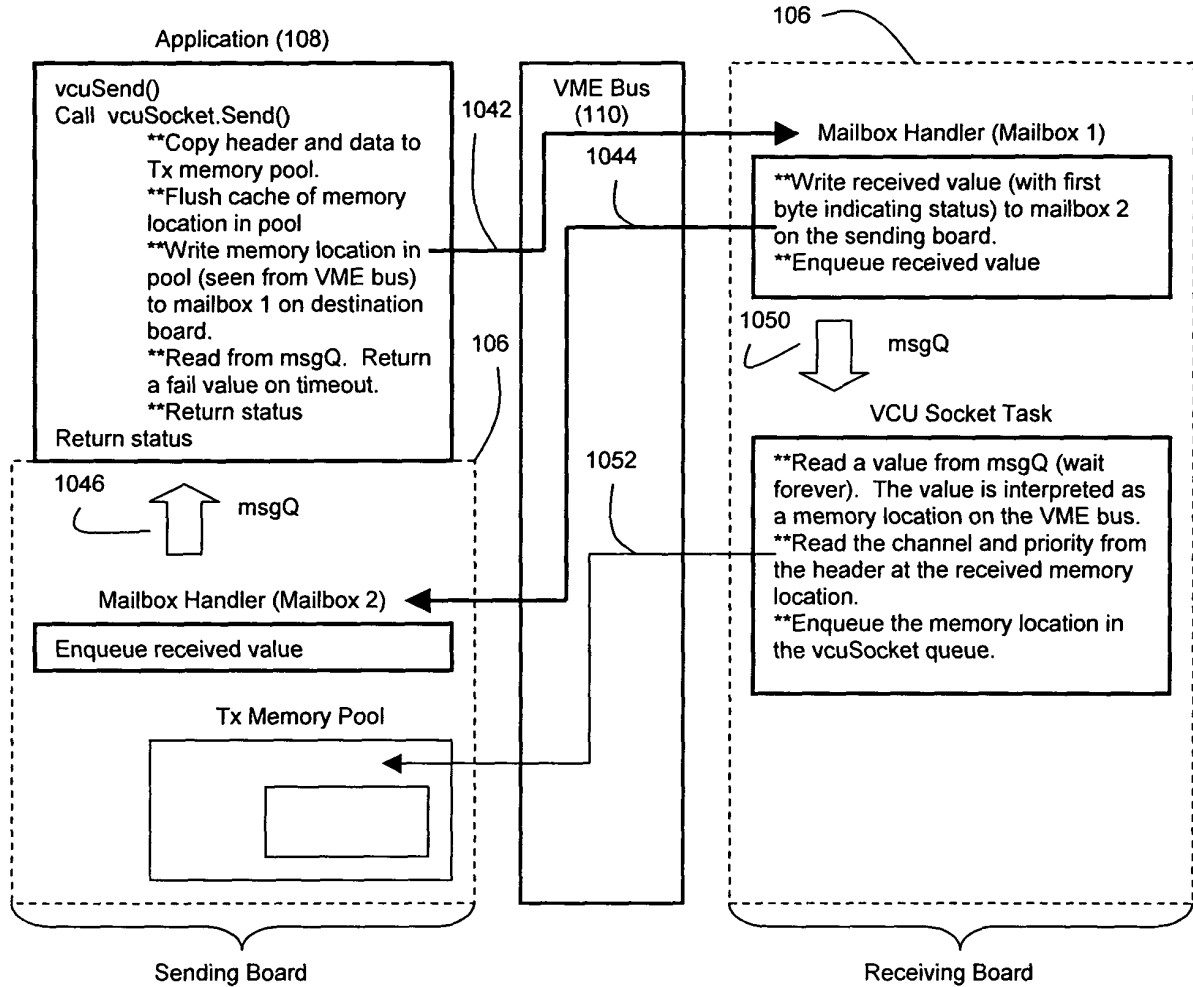 106
Application (108)
vcuSend()
Call vcuSocket.Send()
**Copy header and data to
Tx memory pool.
**Flush cache of memory
location in pool
**Write memory location in
pool (seen from VME bus)
to mailbox 1 on destination
board.
**Read from msgQ. Return
a fail value on timeout.
**Return status
Return status
1042
VME Bus
(110)
1044
Mailbox Handler (Mailbox 1)
**Write received value (with first
byte indicating status) to mailbox 2
on the sending board.
**Enqueue received value
106
1050
msgQ
VCU Socket Task
**Read a value from msgQ (wait
forever). The value is interpreted as
a memory location on the VME bus.
**Read the channel and priority from
the header at the received memory
location.
**Enqueue the memory location in
the vcuSocket queue.
1052
1046
msgQ
Mailbox Handler (Mailbox 2)
Enqueue received value
Tx Memory Pool
Sending Board
Receiving Board